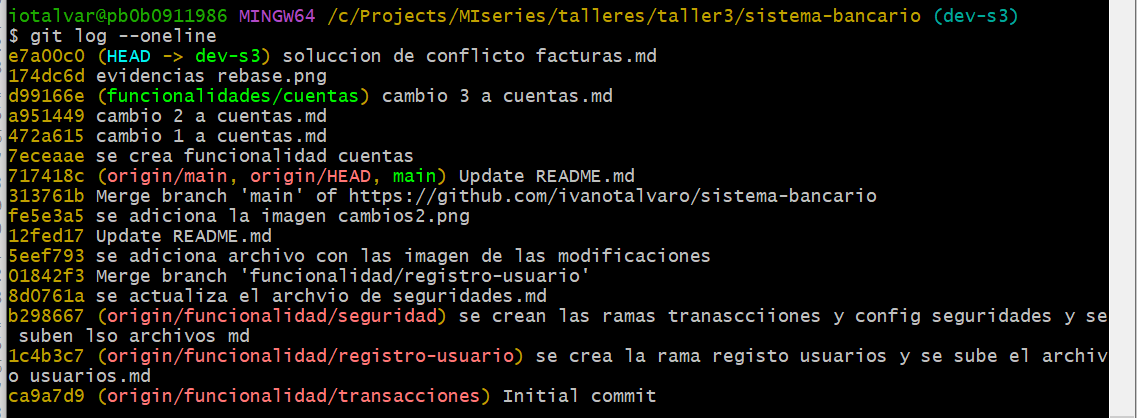 iotalvar@pb0b0911986 MINGW64 /c/Projects/MIseries/talleres/taller3/sistema-bancario (dev-s3)
$ git log --oneline
e7a00c0 (HEAD -> dev-s3) soluccion de conflicto facturas.md
174dc6d evidencias rebase.png
d99166e (funcionalidades/cuentas) cambio 3 a cuentas.md
a951449 cambio 2 a cuentas.md
472a615 cambio 1 a cuentas.md
7eceaae se crea funcionalidad cuentas
717418c (origin/main, origin/HEAD, main) Update README.md
313761b Merge branch 'main' of https://github.com/ivanotalvaro/sistema-bancario
fe5e3a5 se adiciona la imagen cambios2.png
12fed17 Update README.md
5eef793 se adiciona archivo con las imagen de las modificaciones
01842f3 Merge branch 'funcionalidad/registro-usuario'
8d0761a se actualiza el archvio de seguridades.md
b298667 (origin/funcionalidad/seguridad) se crean las ramas tranascciiones y config seguridades y se
suben lso archivos md
1c4b3c7 (origin/funcionalidad/registro-usuario) se crea la rama registo usuarios y se sube el archiv
o usuarios.md
ca9a7d9 (origin/funcionalidad/transacciones) Initial commit